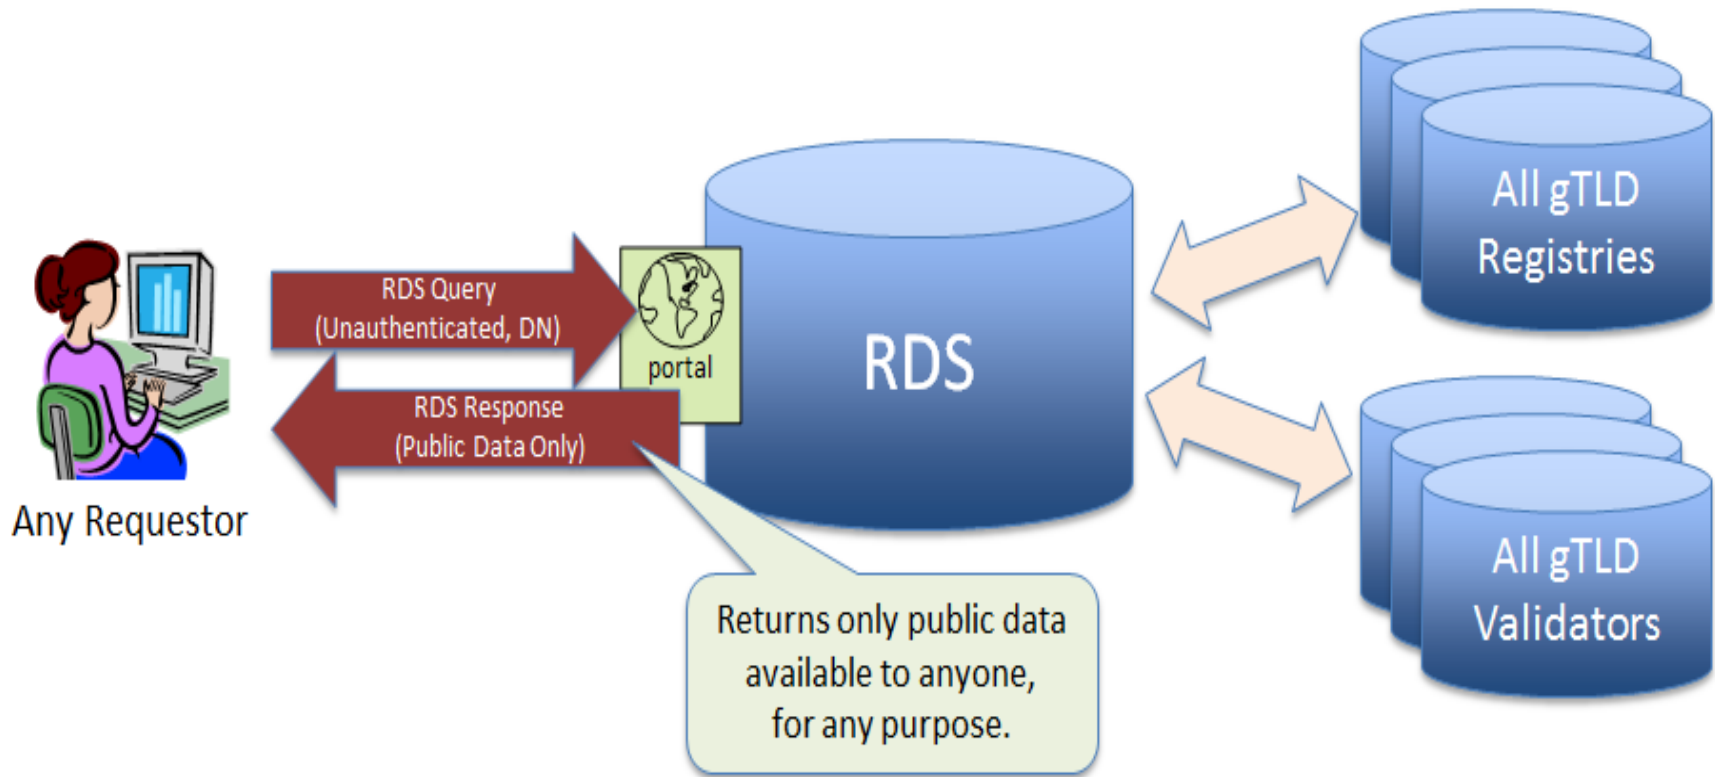 RDS Query
(Unauthenticated, DN)
portal
RDS Response
(Public Data Only)
Any Requestor
RDS
All gTLD
Registries
All gTLD
Validators
Returns only public data
available to anyone,
for any purpose.